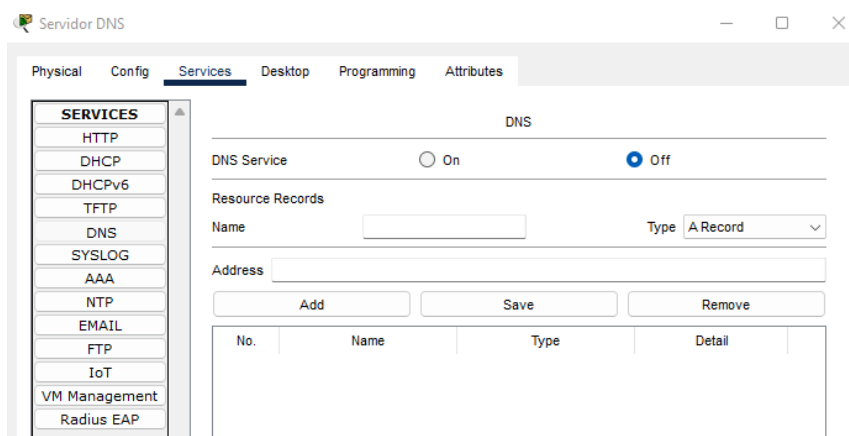 Servidor DNS
Physical Config Services Desktop Programming Attributes
SERVICES
HTTP
DHCP
DHCPv6
TFTP
DNS
SYSLOG
AAA
NTP
EMAIL
FTP
IoT
VM Management
Radius EAP
DNS
DNS Service On Off
Resource Records
Name Type A Record
Address
Add Save Remove
No. Name Type Detail